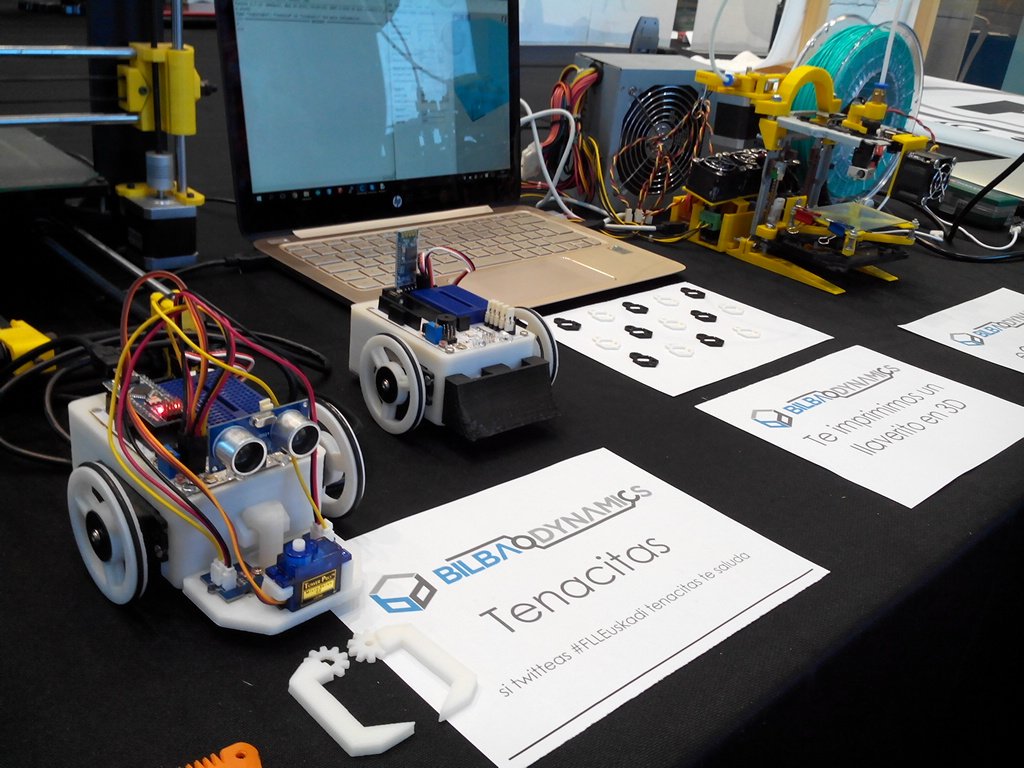 hp
BILBAODYNAMICS
BILBAODYNAMICS
Te imprimimos un
llaverito en 3D
BILBAODYNAMICS
Tenacitas
si twitteas #FLLEuskadi tenacitas te saluda
TOWER PRO